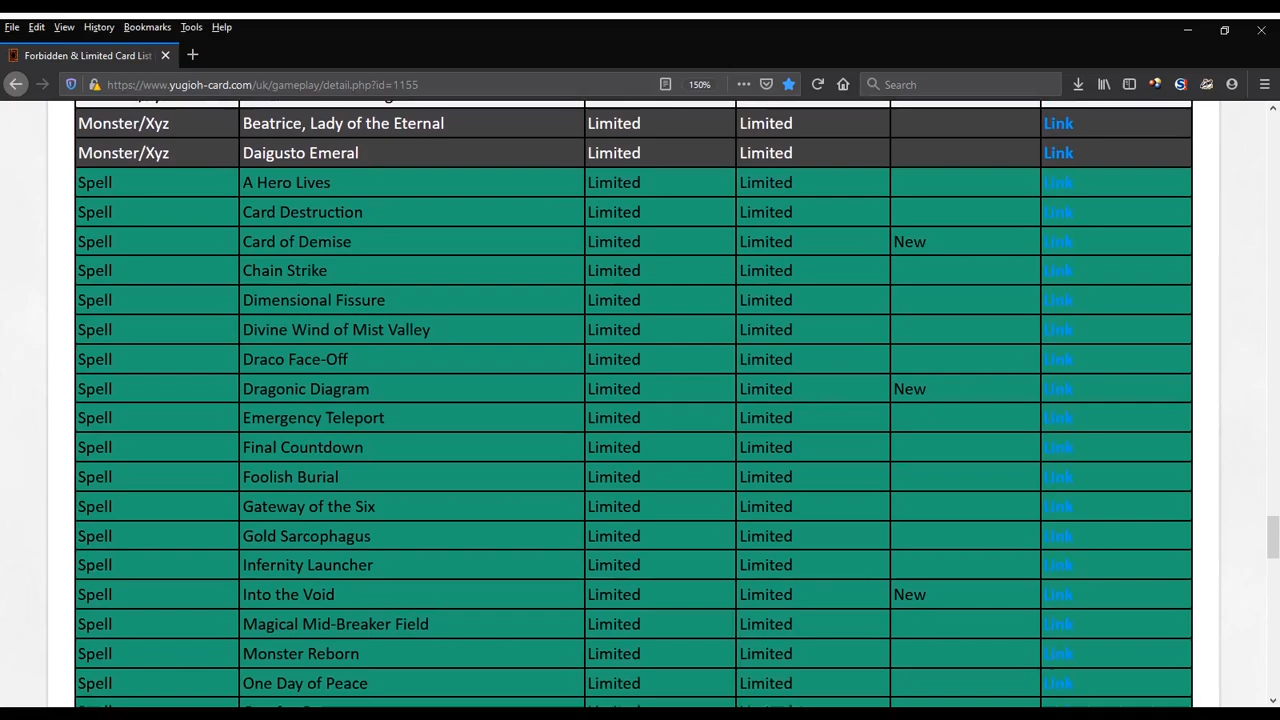 File Edit View History Bookmarks Tools Help
Forbidden & Limited Card List
https://www.yugioh-card.com/uk/gameplay/detail.php?id=1155 150% Search
Monster/Xyz Beatrice, Lady of the Eternal Limited Limited Link
Monster/Xyz Daigusto Emeral Limited Limited Link
Spell A Hero Lives Limited Limited Link
Spell Card Destruction Limited Limited Link
Spell Card of Demise Limited Limited New Link
Spell Chain Strike Limited Limited Link
Spell Dimensional Fissure Limited Limited Link
Spell Divine Wind of Mist Valley Limited Limited Link
Spell Draco Face-Off Limited Limited Link
Spell Dragonic Diagram Limited Limited New Link
Spell Emergency Teleport Limited Limited Link
Spell Final Countdown Limited Limited Link
Spell Foolish Burial Limited Limited Link
Spell Gateway of the Six Limited Limited Link
Spell Gold Sarcophagus Limited Limited Link
Spell Infernity Launcher Limited Limited Link
Spell Into the Void Limited Limited New Link
Spell Magical Mid-Breaker Field Limited Limited Link
Spell Monster Reborn Limited Limited Link
Spell One Day of Peace Limited Limited Link